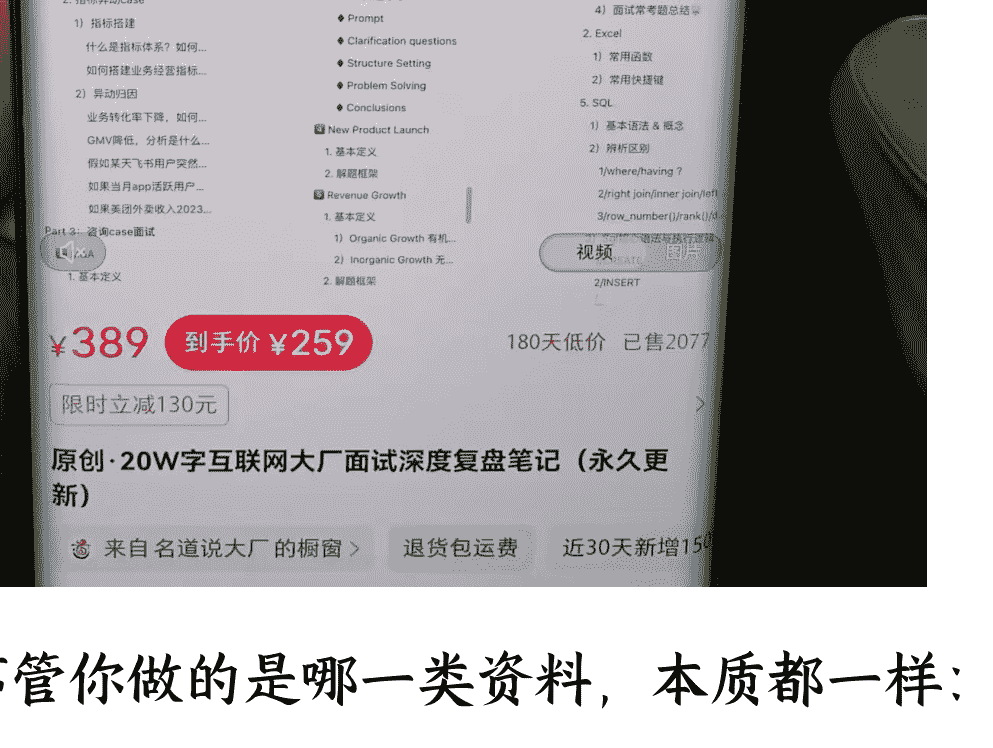 1）指标搭建
什么是指标体系？如何...
如何搭建业务经营指标...
2）异动归因
业务转化率下降，如何...
GMV降低，分析是什么...
假如某天飞书用户突然...
如果当月app活跃用户...
如果美团外卖收入2023...
Part 3：咨询case面试
1. 基本定义
Prompt
Clarification questions
Structure Setting
Problem Solving
Conclusions
New Product Launch
1. 基本定义
2. 解题框架
Revenue Growth
1. 基本定义
1）Organic Growth 有机...
2）Inorganic Growth 无...
2. 解题框架
4）面试常考题总结
2. Excel
1）常用函数
2）常用快捷键
5. SQL
1）基本语法 & 概念
2）辨析区别
1/where/having ?
2/right join/inner join/left
3/row_number()/rank()/d
视频 图片
2/INSERT
¥389 到手价 ¥259 180天低价 已售2077
限时立减130元
原创·20W字互联网大厂面试深度复盘笔记（永久更
新）
来自名道说大厂 的橱窗 退货包运费 近30天新增150
管你做的是哪一类资料，本质都一样：